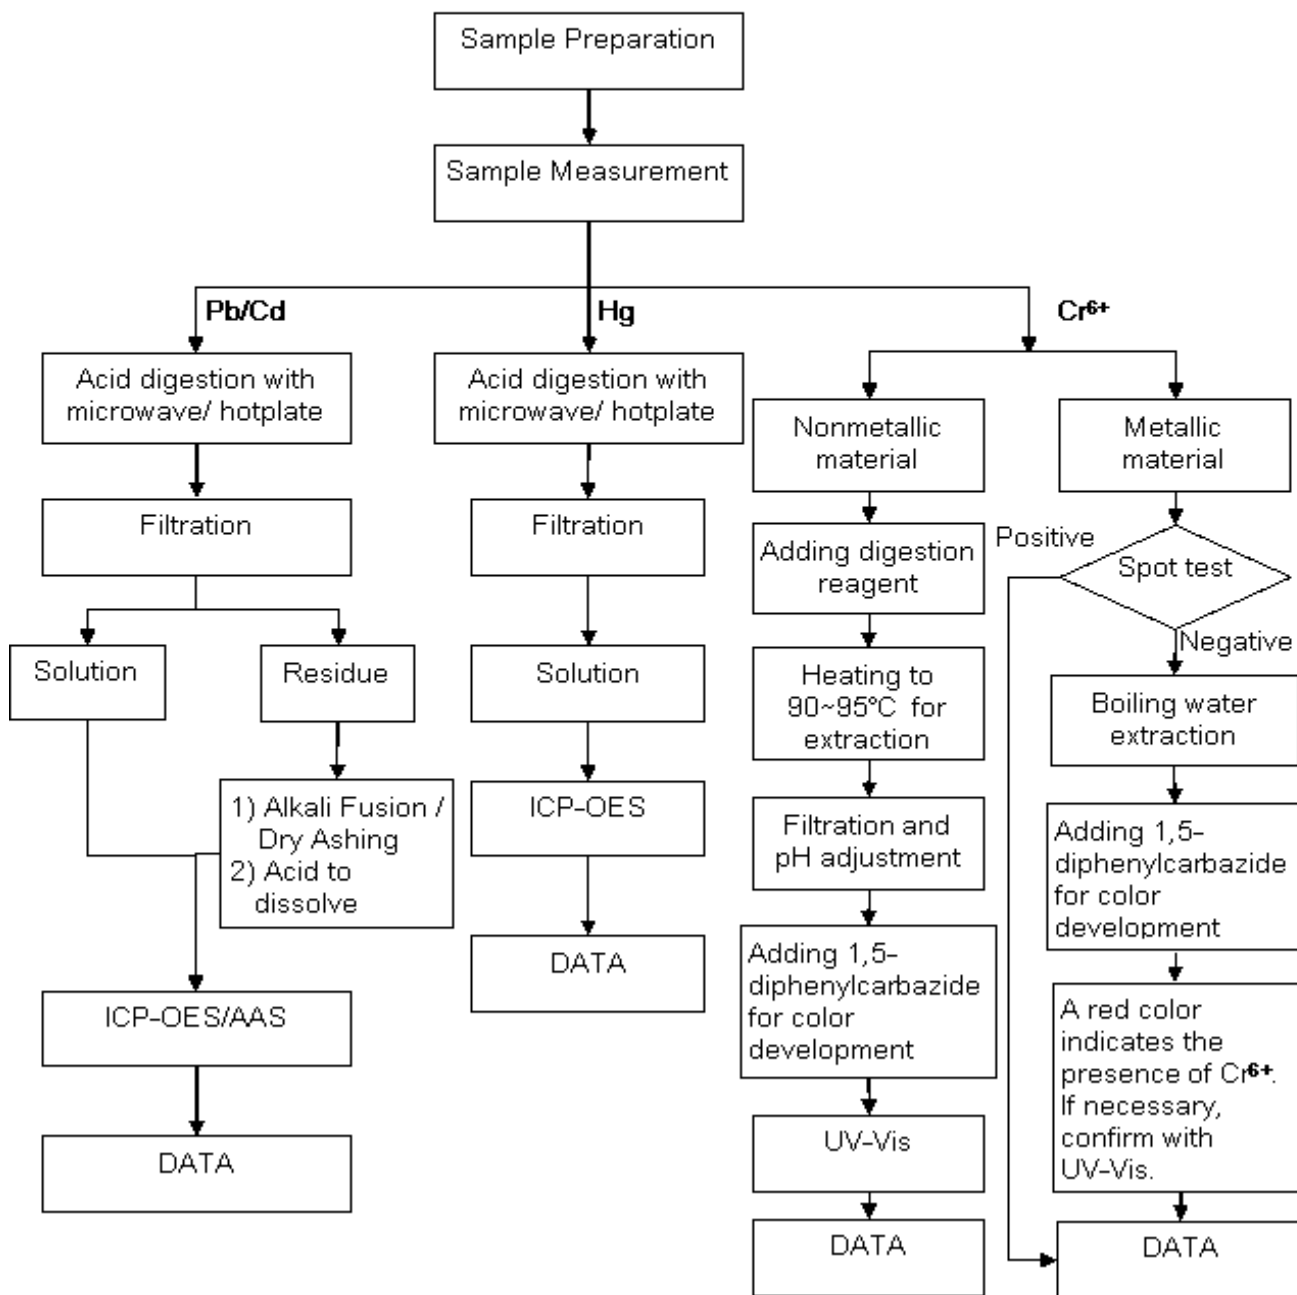 Sample Preparation
Sample Measurement
Pb/Cd
Hg
Cr⁶⁺
Acid digestion with
microwave/ hotplate
Filtration
Solution
Residue
1) Alkali Fusion /
Dry Ashing
2) Acid to
dissolve
ICP-OES/AAS
DATA
Acid digestion with
microwave/ hotplate
Filtration
Solution
ICP-OES
DATA
Nonmetallic
material
Adding digestion
reagent
Heating to
90~95°C for
extraction
Filtration and
pH adjustment
Adding 1,5-
diphenylcarbazide
for color
development
UV-Vis
DATA
Metallic
material
Positive
Spot test
Negative
Boiling water
extraction
Adding 1,5-
diphenylcarbazide
for color
development
A red color
indicates the
presence of Cr⁶⁺.
If necessary,
confirm with
UV-Vis.
DATA